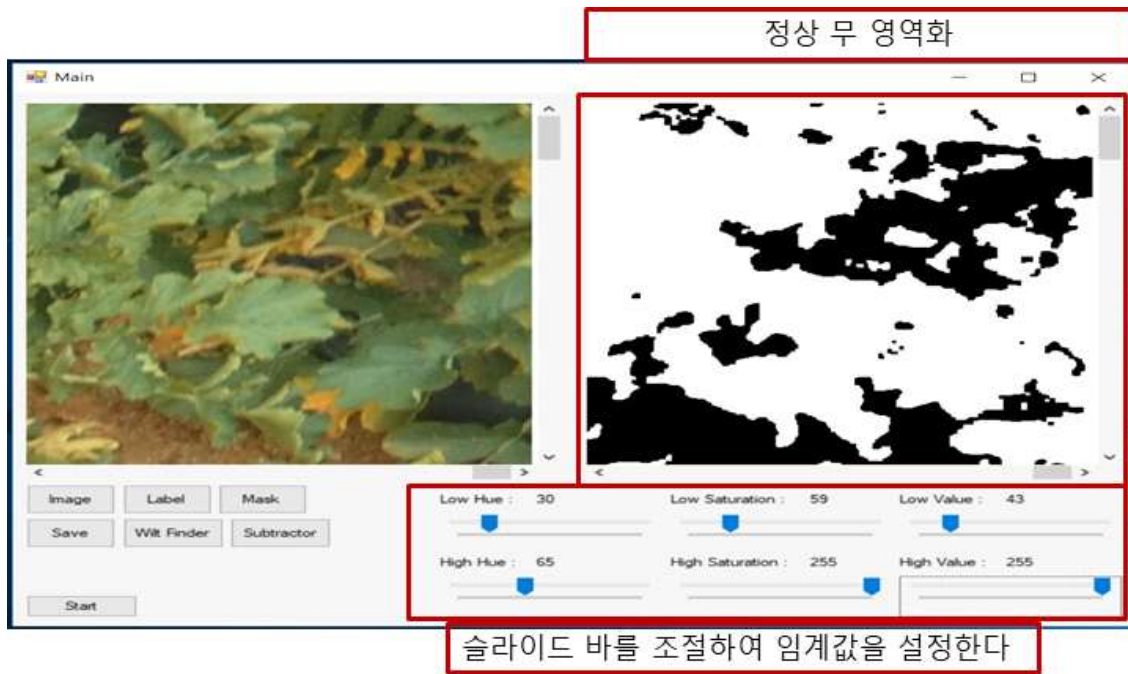 정상 무 영역화
Main
Image Label Mask
Save Wilt Finder Subtractor
Start
Low Hue : 30 Low Saturation : 59 Low Value : 43
High Hue : 65 High Saturation : 255 High Value : 255
슬라이드 바를 조절하여 임계값을 설정한다